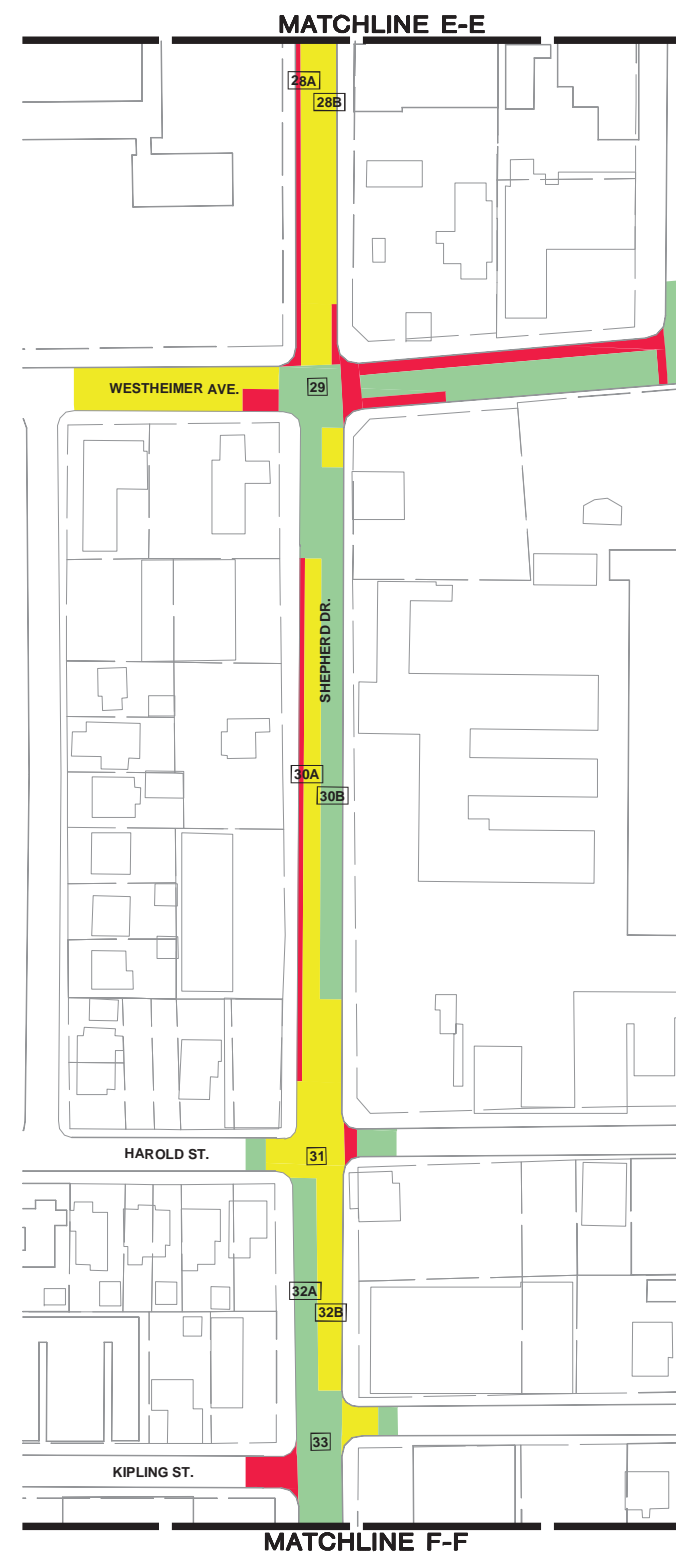 MATCHLINE E-E
28A
28B
WESTHEIMER AVE.
29
SHEPHERD DR.
30A
30B
HAROLD ST.
31
32A
32B
33
KIPLING ST.
MATCHLINE F-F